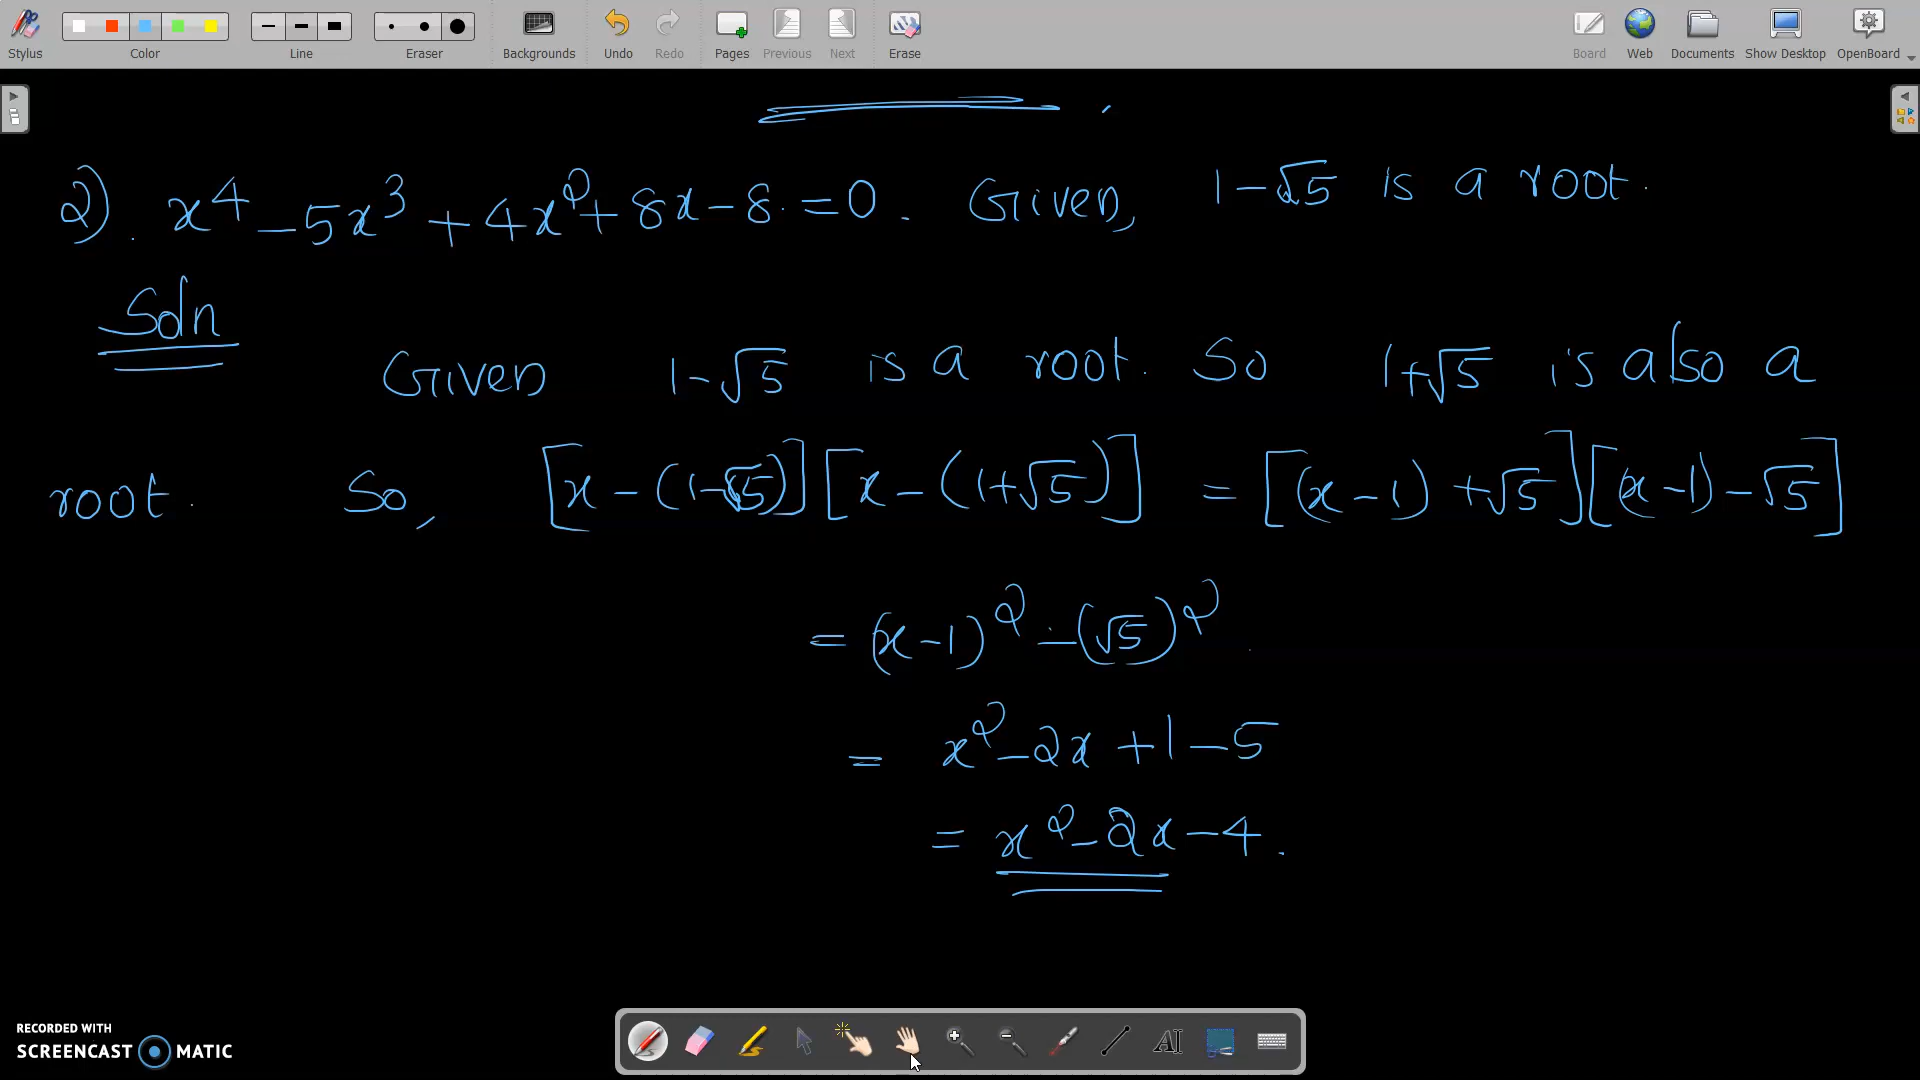 Stylus Color Line Eraser Backgrounds Undo Redo Pages Previous Next Erase Board Web Documents Show Desktop OpenBoard
2). x⁴ - 5x³ + 4x² + 8x - 8 = 0. Given, 1 - √5 is a root.
Soln
Given 1 - √5 is a root. So 1 + √5 is also a
root. So, [x - (1 - √5)] [x - (1 + √5)] = [(x - 1) + √5] [(x - 1) - √5]
= (x - 1)² - (√5)²
= x² - 2x + 1 - 5
= x² - 2x - 4.
RECORDED WITH
SCREENCAST MATIC